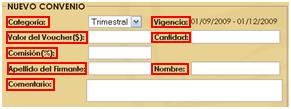 NUEVO CONVENIO
Categoría: Trimestral Vigencia: 01/09/2009 - 01/12/2009
Valor del Voucher($): Cantidad:
Comisión(%):
Apellido del Firmante: Nombre:
Comentario: